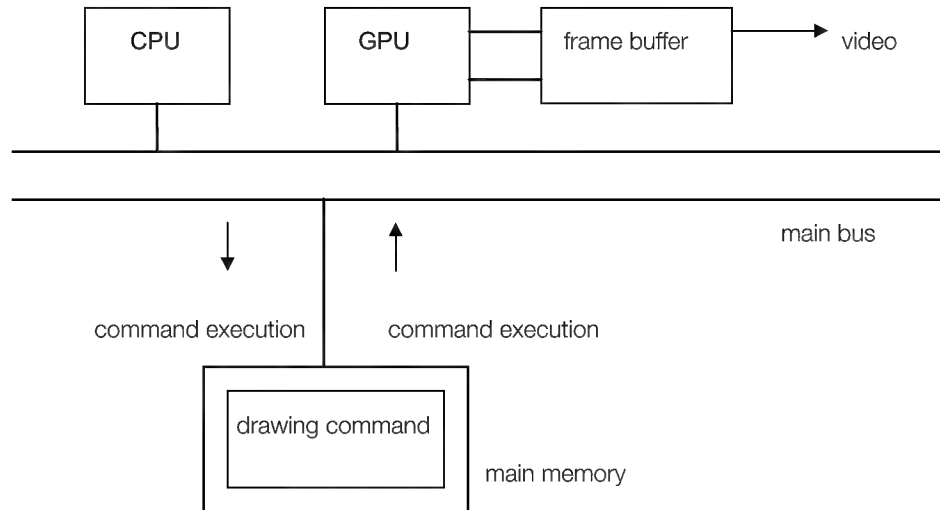 CPU
GPU
frame buffer
video
main bus
command execution
command execution
drawing command
main memory